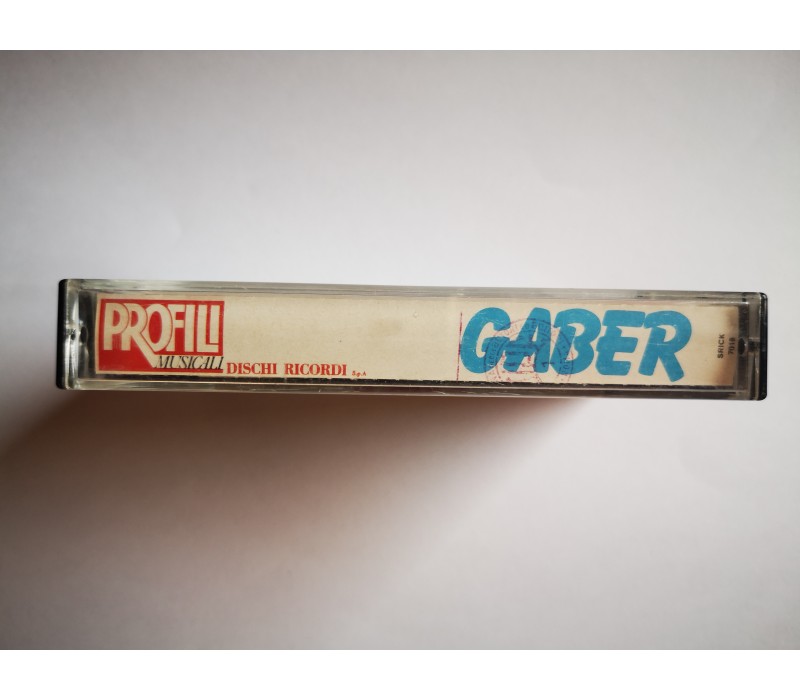 PROFILI
MUSICALI
DISCHI RICORDI S.p.A
GABER
SRICK